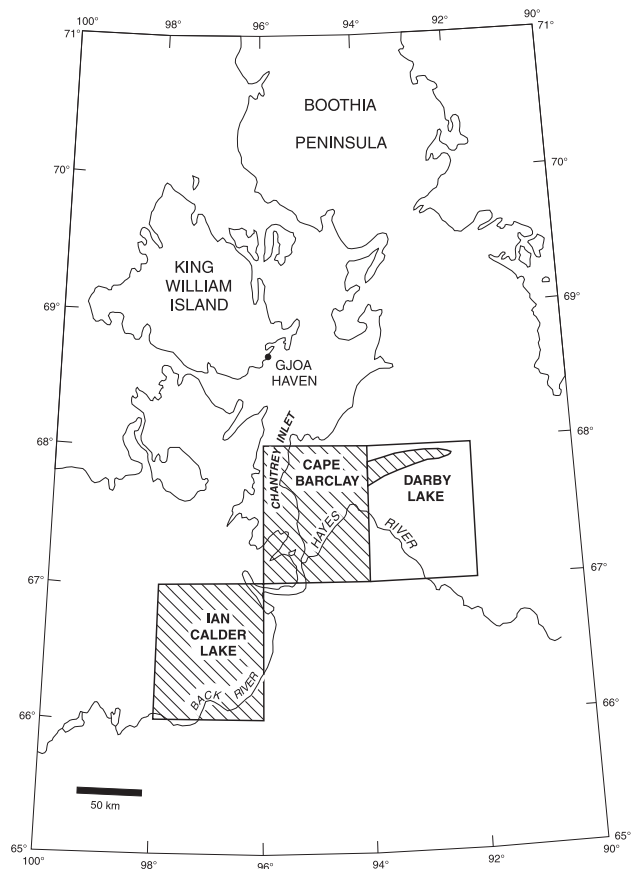 100°
98°
96°
94°
92°
90°
71°
71°
BOOTHIA
PENINSULA
70°
70°
KING
WILLIAM
ISLAND
69°
69°
GJOA
HAVEN
68°
68°
CHANTREY INLET
CAPE
BARCLAY
DARBY
LAKE
HAYES
RIVER
67°
67°
IAN
CALDER
LAKE
BACK
RIVER
66°
66°
50 km
65°
65°
100°
98°
96°
94°
92°
90°